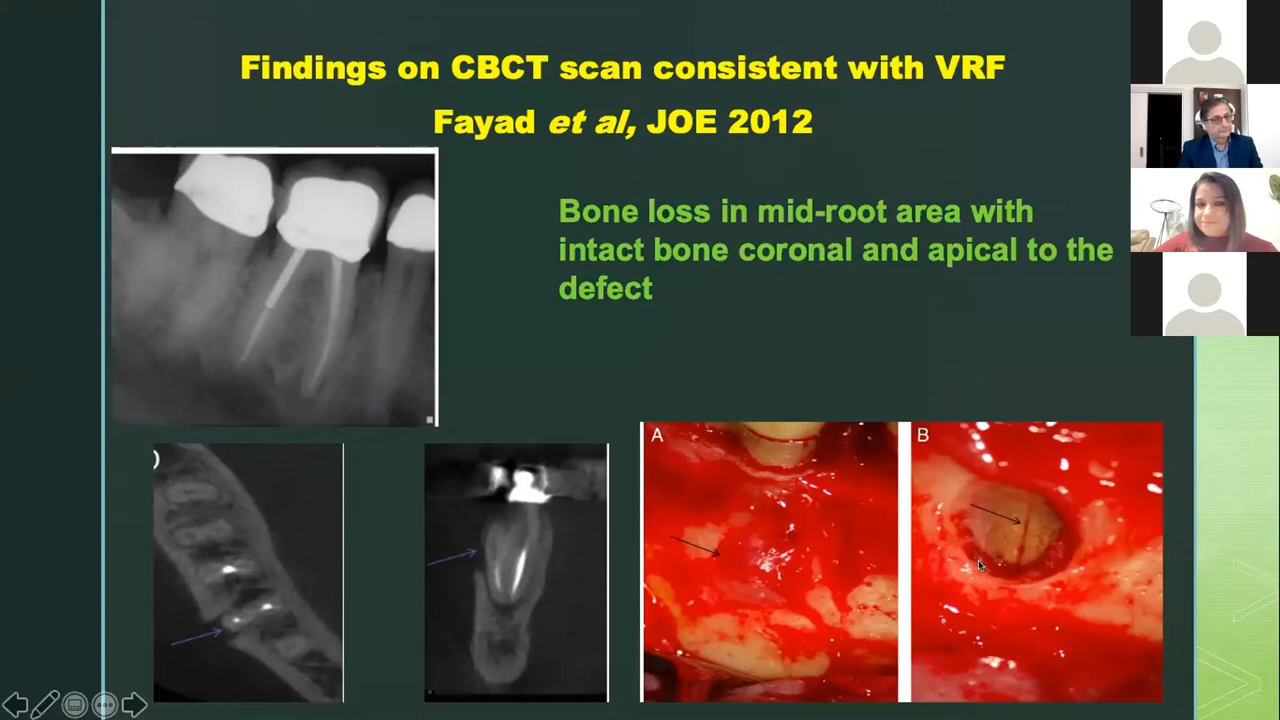 Findings on CBCT scan consistent with VRF
Fayad et al, JOE 2012
Bone loss in mid-root area with
intact bone coronal and apical to the
defect
A
B